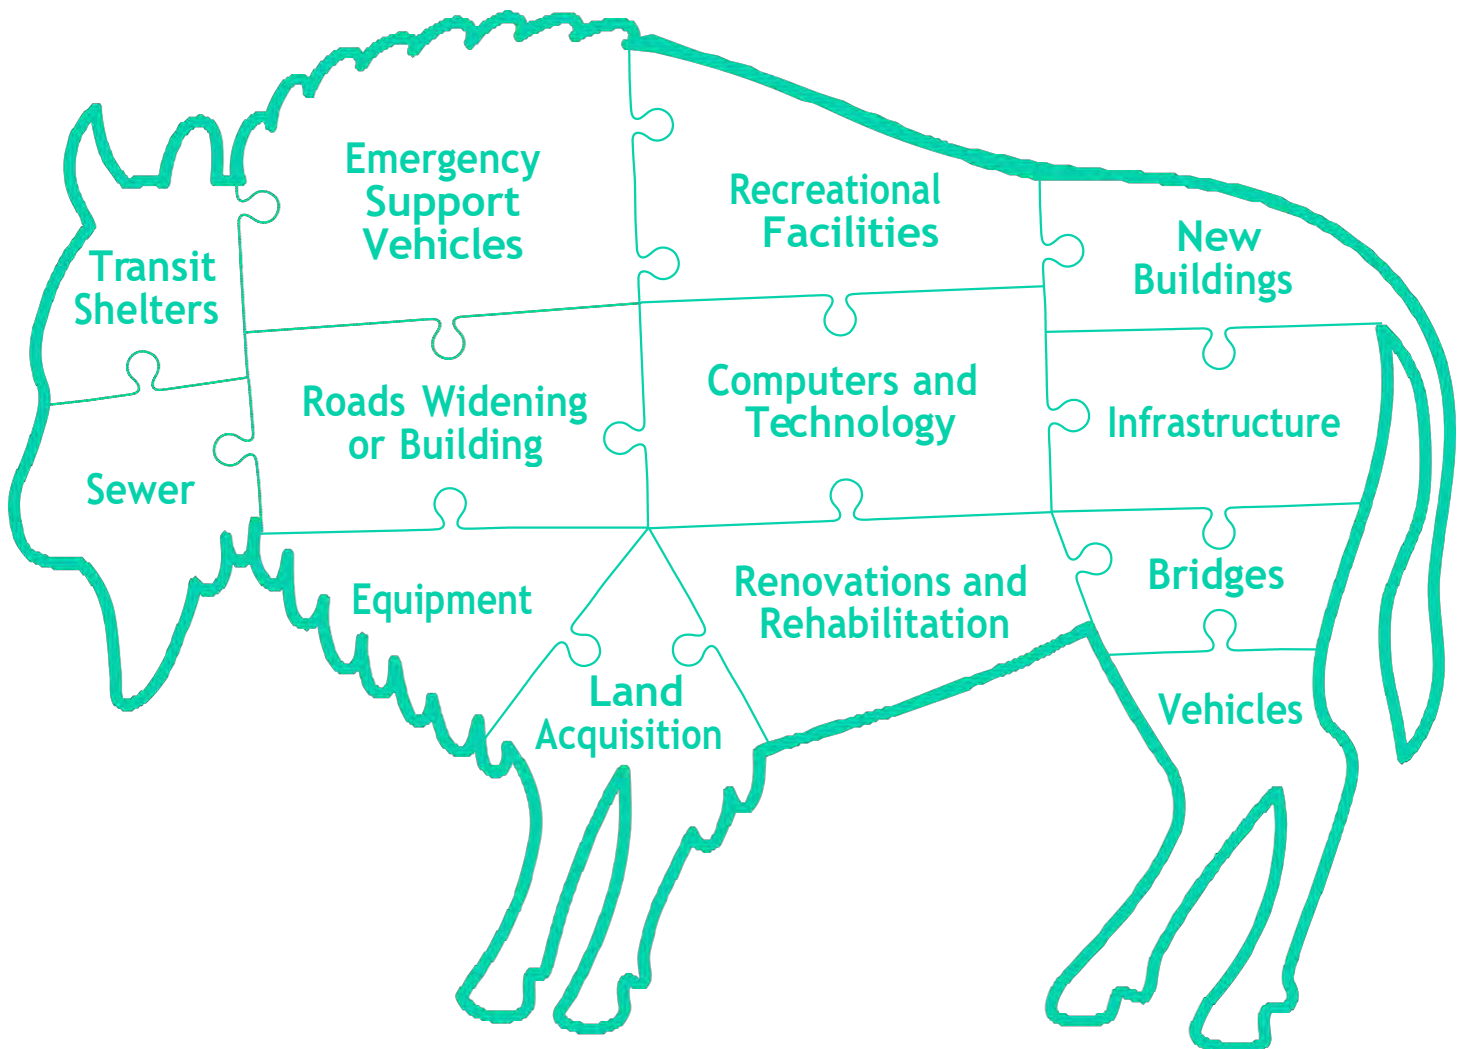 Emergency
Support
Vehicles
Recreational
Facilities
New
Buildings
Transit
Shelters
Roads Widening
or Building
Computers and
Technology
Infrastructure
Sewer
Equipment
Land
Acquisition
Renovations and
Rehabilitation
Bridges
Vehicles